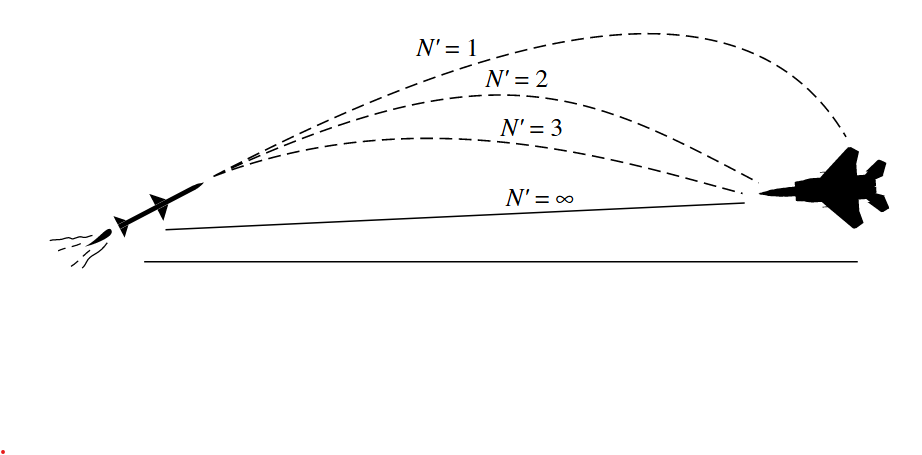 N′ = 1
N′ = 2
N′ = 3
N′ = ∞